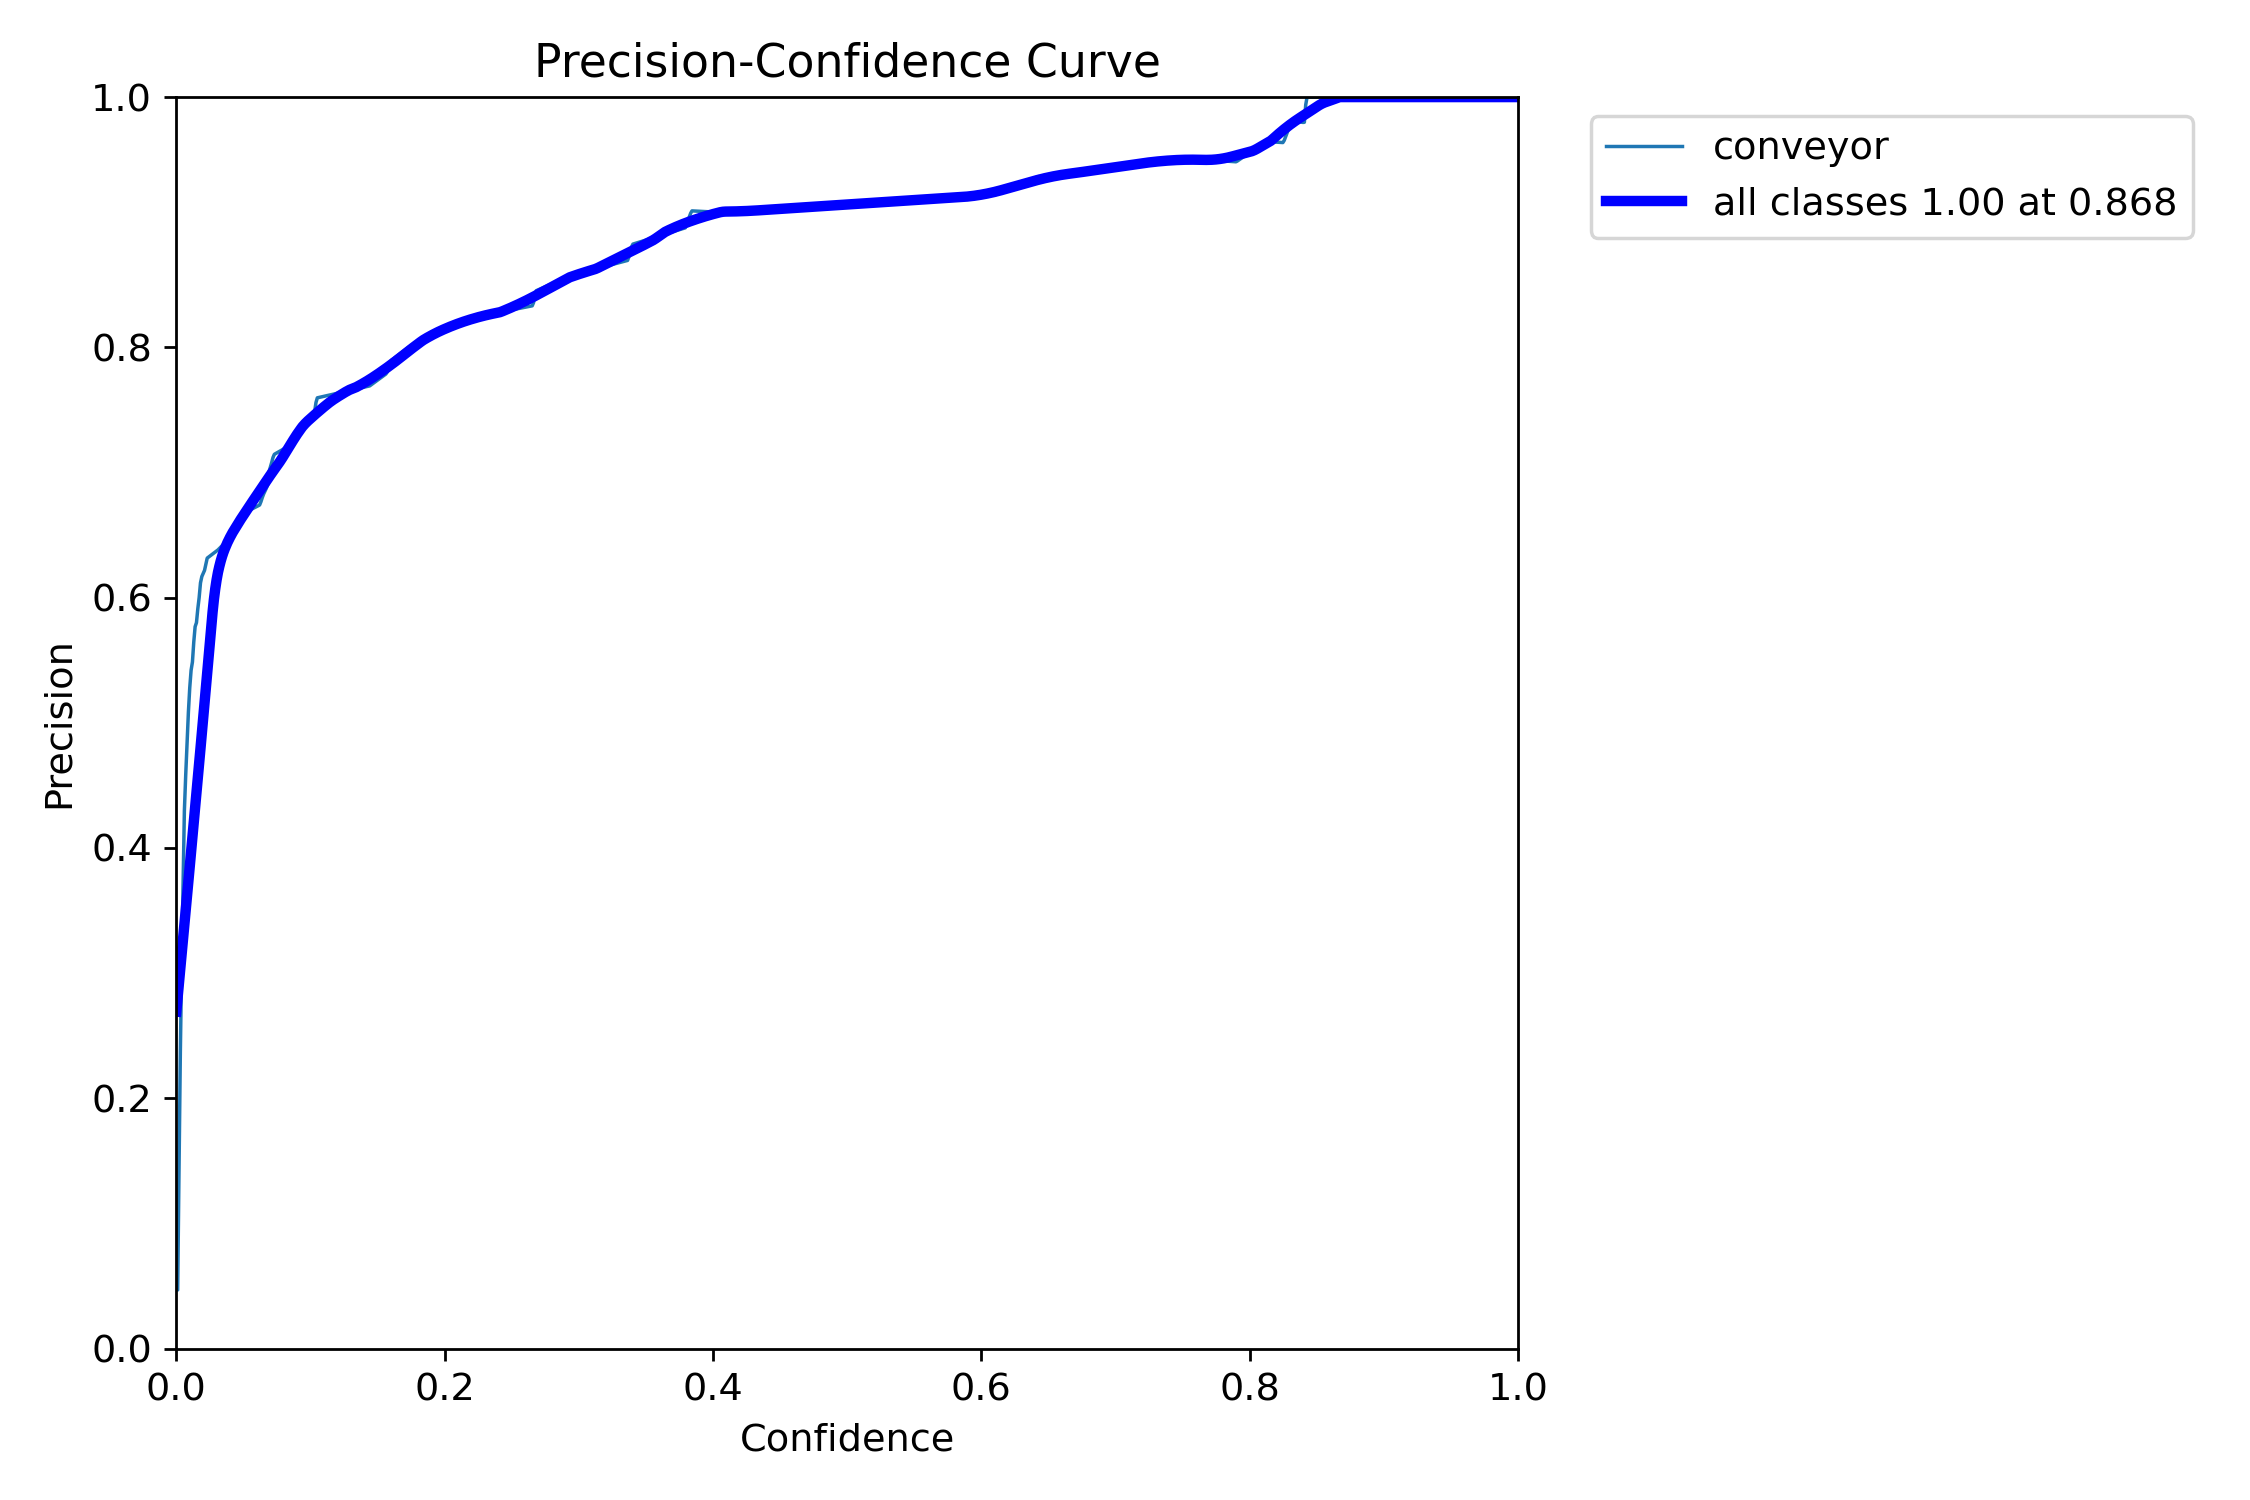 Precision-Confidence Curve
1.0
0.8
0.6
0.4
0.2
0.0
Precision
0.0 0.2 0.4 0.6 0.8 1.0
Confidence
conveyor
all classes 1.00 at 0.868